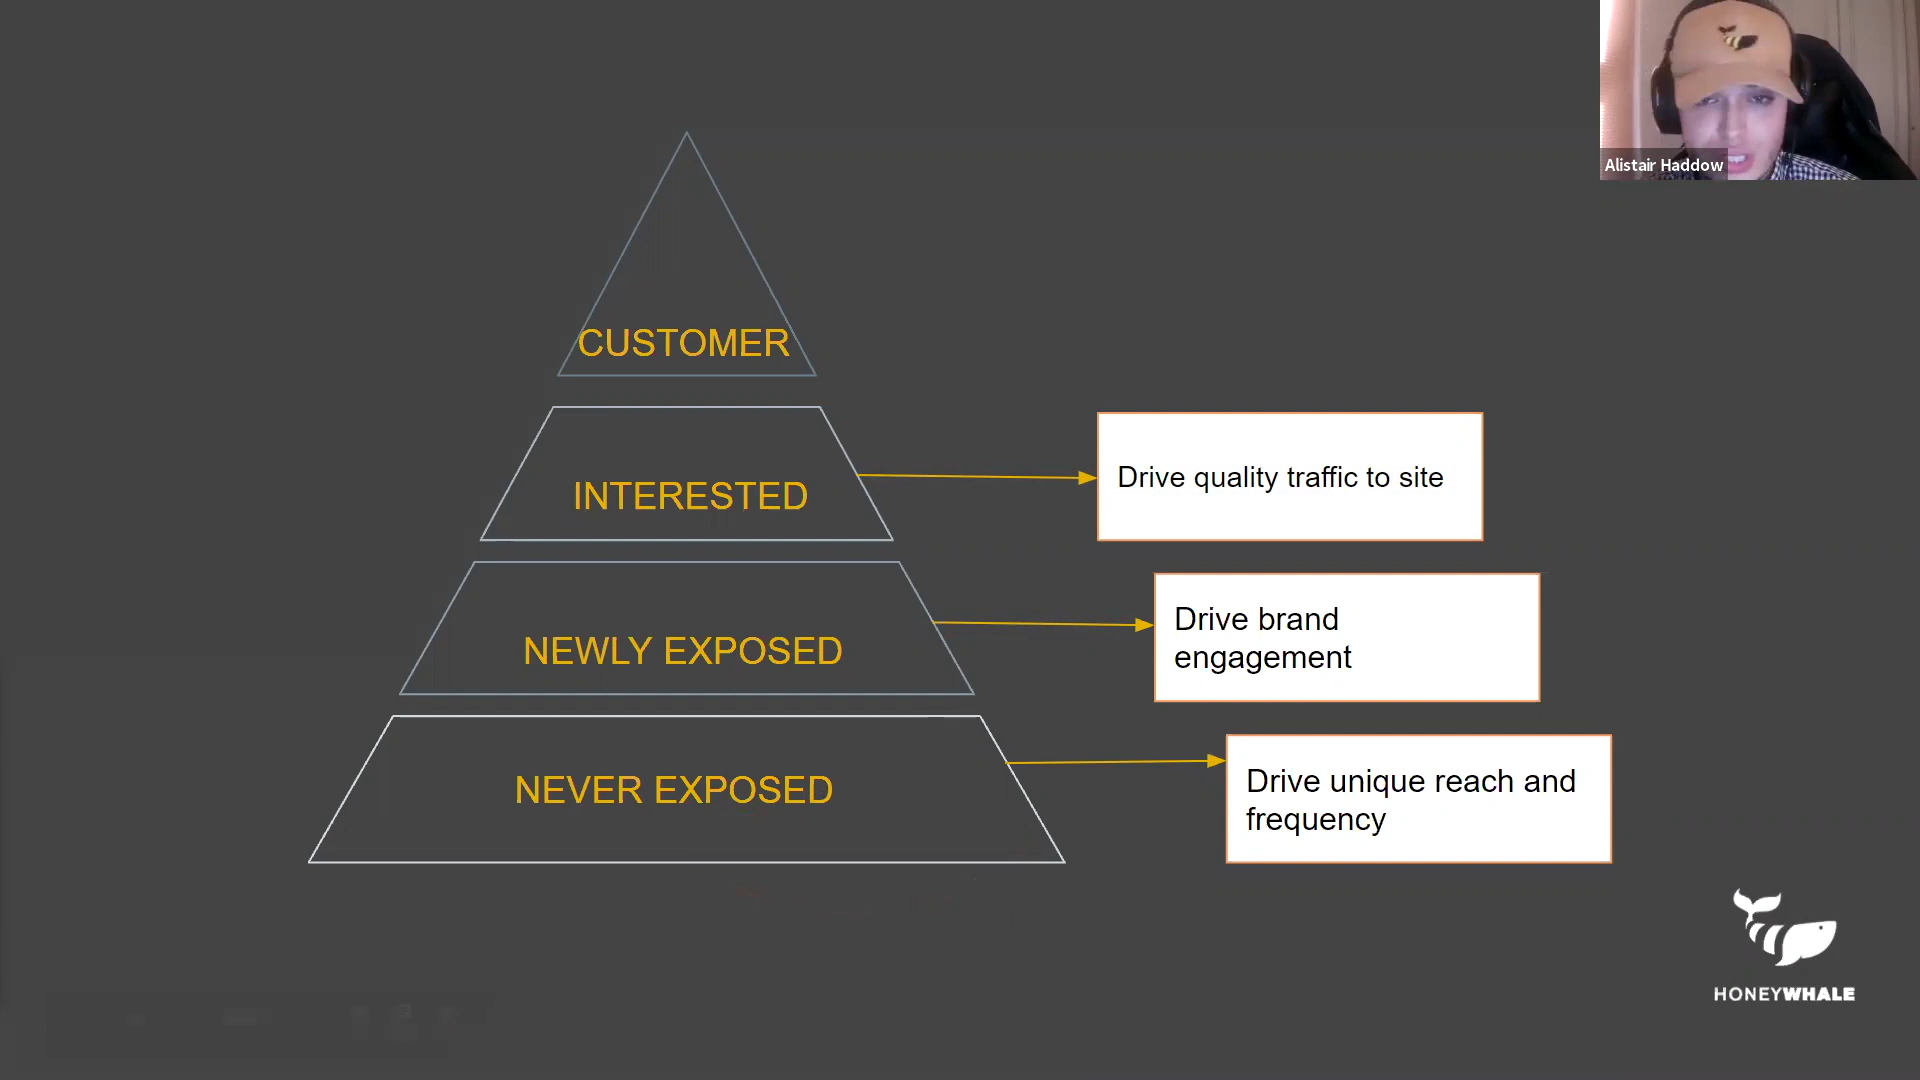 Alistair Haddow
CUSTOMER
INTERESTED
Drive quality traffic to site
NEWLY EXPOSED
Drive brand
engagement
NEVER EXPOSED
Drive unique reach and
frequency
HONEYWHALE